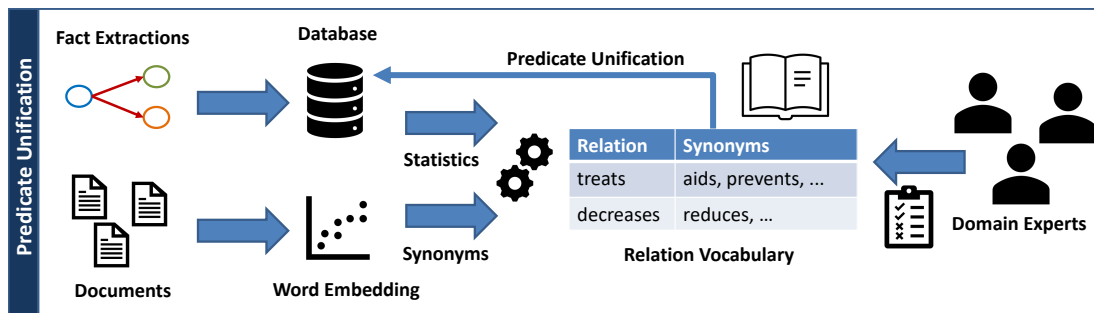 Predicate Unification
Fact Extractions
Database
Predicate Unification
Statistics
Relation Synonyms
treats aids, prevents, ...
decreases reduces, ...
Synonyms
Relation Vocabulary
Domain Experts
Documents
Word Embedding